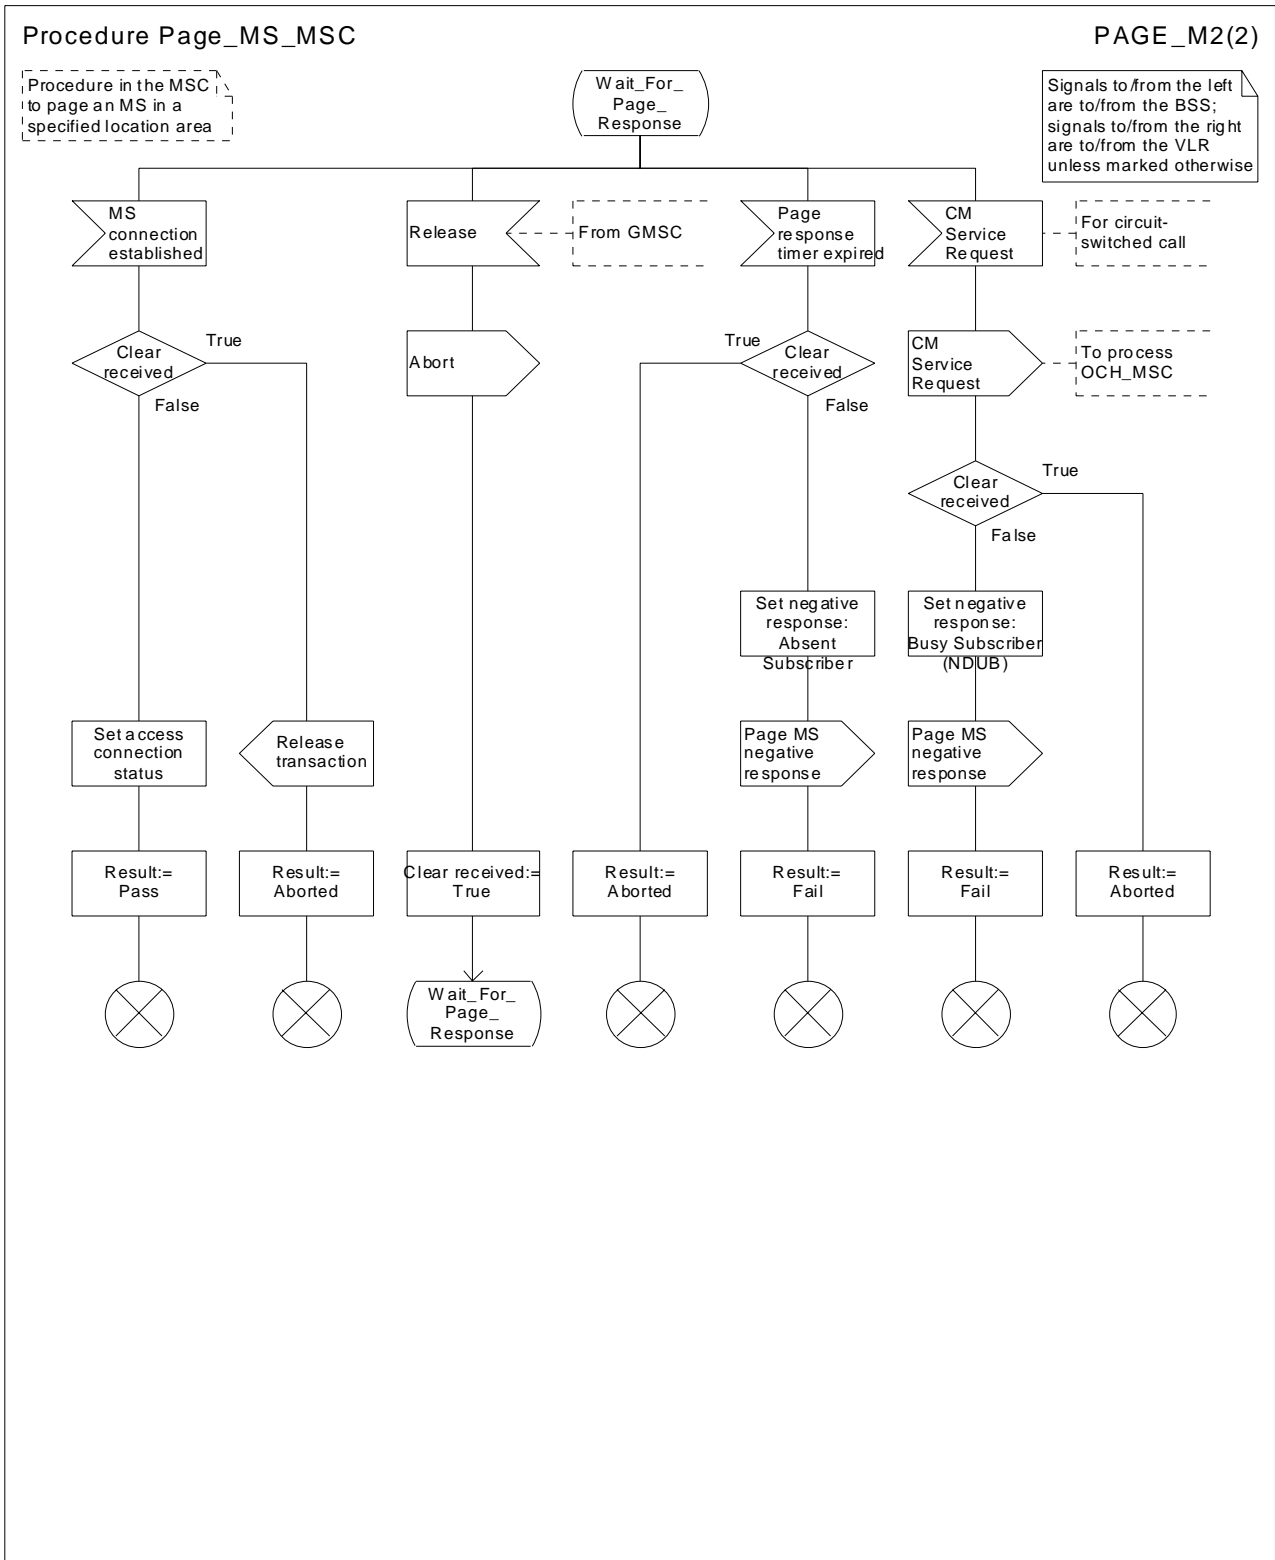 Procedure Page_MS_MSC
PAGE_M2(2)
Procedure in the MSC
to page an MS in a
specified location area
Wait_For_
Page_
Response
Signals to/from the left
are to/from the BSS;
signals to/from the right
are to/from the VLR
unless marked otherwise
MS
connection
established
Release
From GMSC
Page
response
timer expired
CM
Service
Request
For circuit-
switched call
Clear
received
True
False
Abort
True
Clear
received
False
CM
Service
Request
To process
OCH_MSC
Clear
received
True
False
Set negative
response:
Absent
Subscriber
Set negative
response:
Busy Subscriber
(NDUB)
Set access
connection
status
Release
transaction
Page MS
negative
response
Page MS
negative
response
Result:=
Pass
Result:=
Aborted
Clear received:=
True
Result:=
Aborted
Result:=
Fail
Result:=
Fail
Result:=
Aborted
Wait_For_
Page_
Response